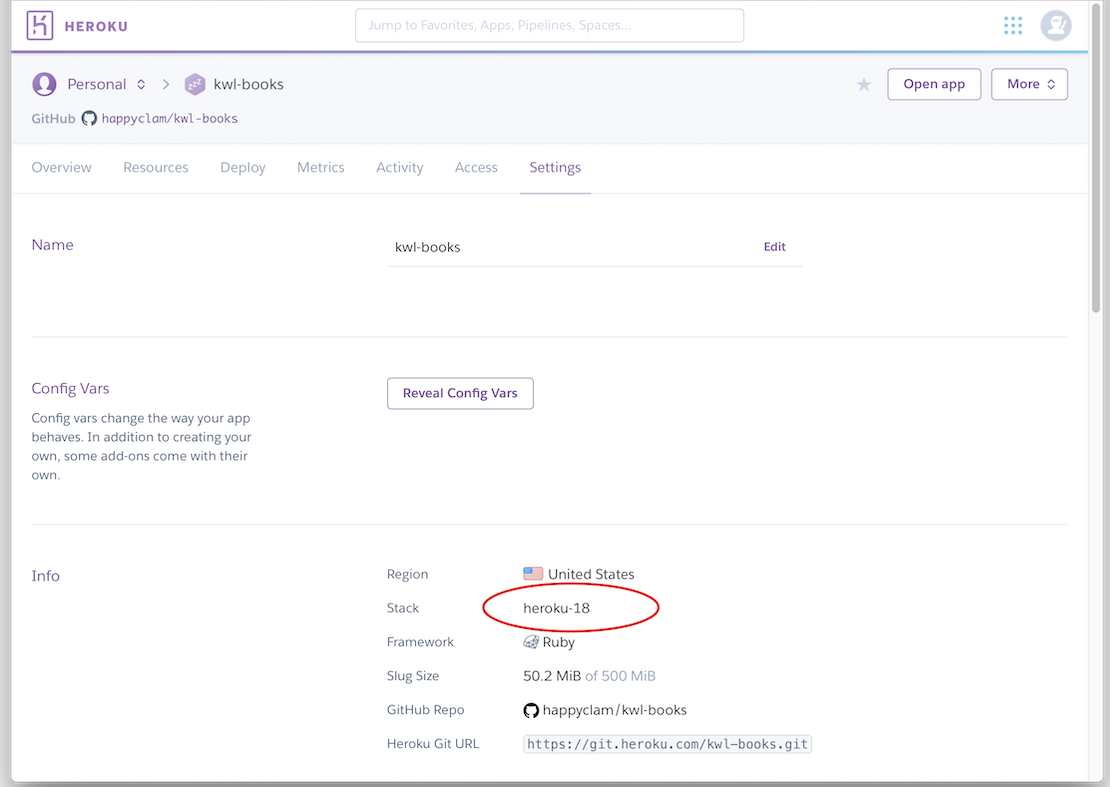 HEROKU
Jump to Favorites, Apps, Pipelines, Spaces...
Personal
kwl-books
Open app
More
GitHub happyclam/kwl-books
Overview Resources Deploy Metrics Activity Access Settings
Name
kwl-books
Edit
Config Vars
Config vars change the way your app
behaves. In addition to creating your
own, some add-ons come with their
own.
Reveal Config Vars
Info
Region United States
Stack heroku-18
Framework Ruby
Slug Size 50.2 MiB of 500 MiB
GitHub Repo happyclam/kwl-books
Heroku Git URL https://git.heroku.com/kwl-books.git